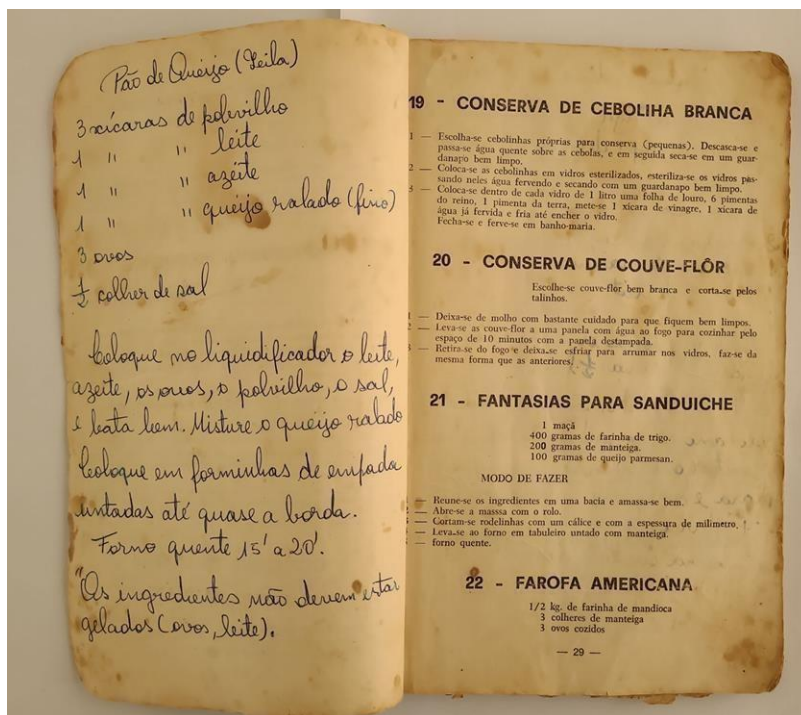 Pão de Queijo (Leila)
3 xícaras de polvilho
1 " " leite
1 " " azeite
1 " " queijo ralado (fino)
3 ovos
½ colher de sal
Coloque no liquidificador o leite,
azeite, os ovos, o polvilho, o sal,
e bata bem. Misture o queijo ralado
Coloque em forminhas de empada
untadas até quase a borda.
Forno quente 15' a 20'.
"Os ingredientes não devem estar
gelados (ovos, leite).
19 - CONSERVA DE CEBOLIHA BRANCA
1 — Escolha-se cebolinhas próprias para conserva (pequenas). Descasca-se e
passa-se água quente sobre as cebolas, e em seguida seca-se em um guar-
danapo bem limpo.
2 — Coloca-se as cebolinhas em vidros esterilizados, esteriliza-se os vidros pas-
sando neles água fervendo e secando com um guardanapo bem limpo.
3 — Coloca-se dentro de cada vidro de 1 litro uma folha de louro, 6 pimentas
do reino, 1 pimenta da terra, mete-se 1 xicara de vinagre, 1 xicara de
água já fervida e fria até encher o vidro.
Fecha-se e ferve-se em banho-maria.
20 - CONSERVA DE COUVE-FLÔR
Escolhe-se couve-flôr bem branca e corta-se pelos
talinhos.
1 — Deixa-se de molho com bastante cuidado para que fiquem bem limpos.
2 — Leva-se as couve-flor a uma panela com água ao fogo para cozinhar pelo
espaço de 10 minutos com a panela destampada.
3 — Retira-se do fogo e deixa-se esfriar para arrumar nos vidros, faz-se da
mesma forma que as anteriores.
21 - FANTASIAS PARA SANDUICHE
1 maçã
400 gramas de farinha de trigo.
200 gramas de manteiga.
100 gramas de queijo parmesan.
MODO DE FAZER
— Reune-se os ingredientes em uma bacia e amassa-se bem.
— Abre-se a masssa com o rolo.
— Cortam-se rodelinhas com um cálice e com a espessura de milimetro.
— Leva-se ao forno em tabuleiro untado com manteiga.
— forno quente.
22 - FAROFA AMERICANA
1/2 kg. de farinha de mandioca
3 colheres de manteiga
3 ovos cozidos
— 29 —